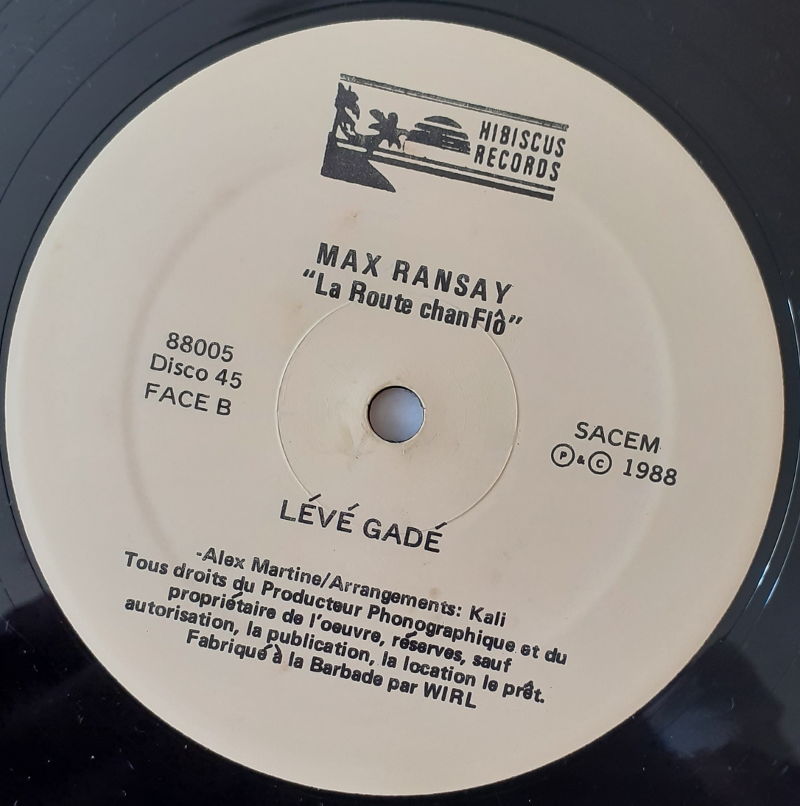 HIBISCUS
RECORDS
MAX RANSAY
"La Route chanFlô"
88005
Disco 45
FACE B
SACEM
Ⓟ & Ⓒ 1988
LÉVÉ GADÉ
-Alex Martine/Arrangements: Kali
Tous droits du Producteur Phonographique et du
propriétaire de l'oeuvre, réserves, sauf
autorisation, la publication, la location le prêt.
Fabriqué à la Barbade par WIRL